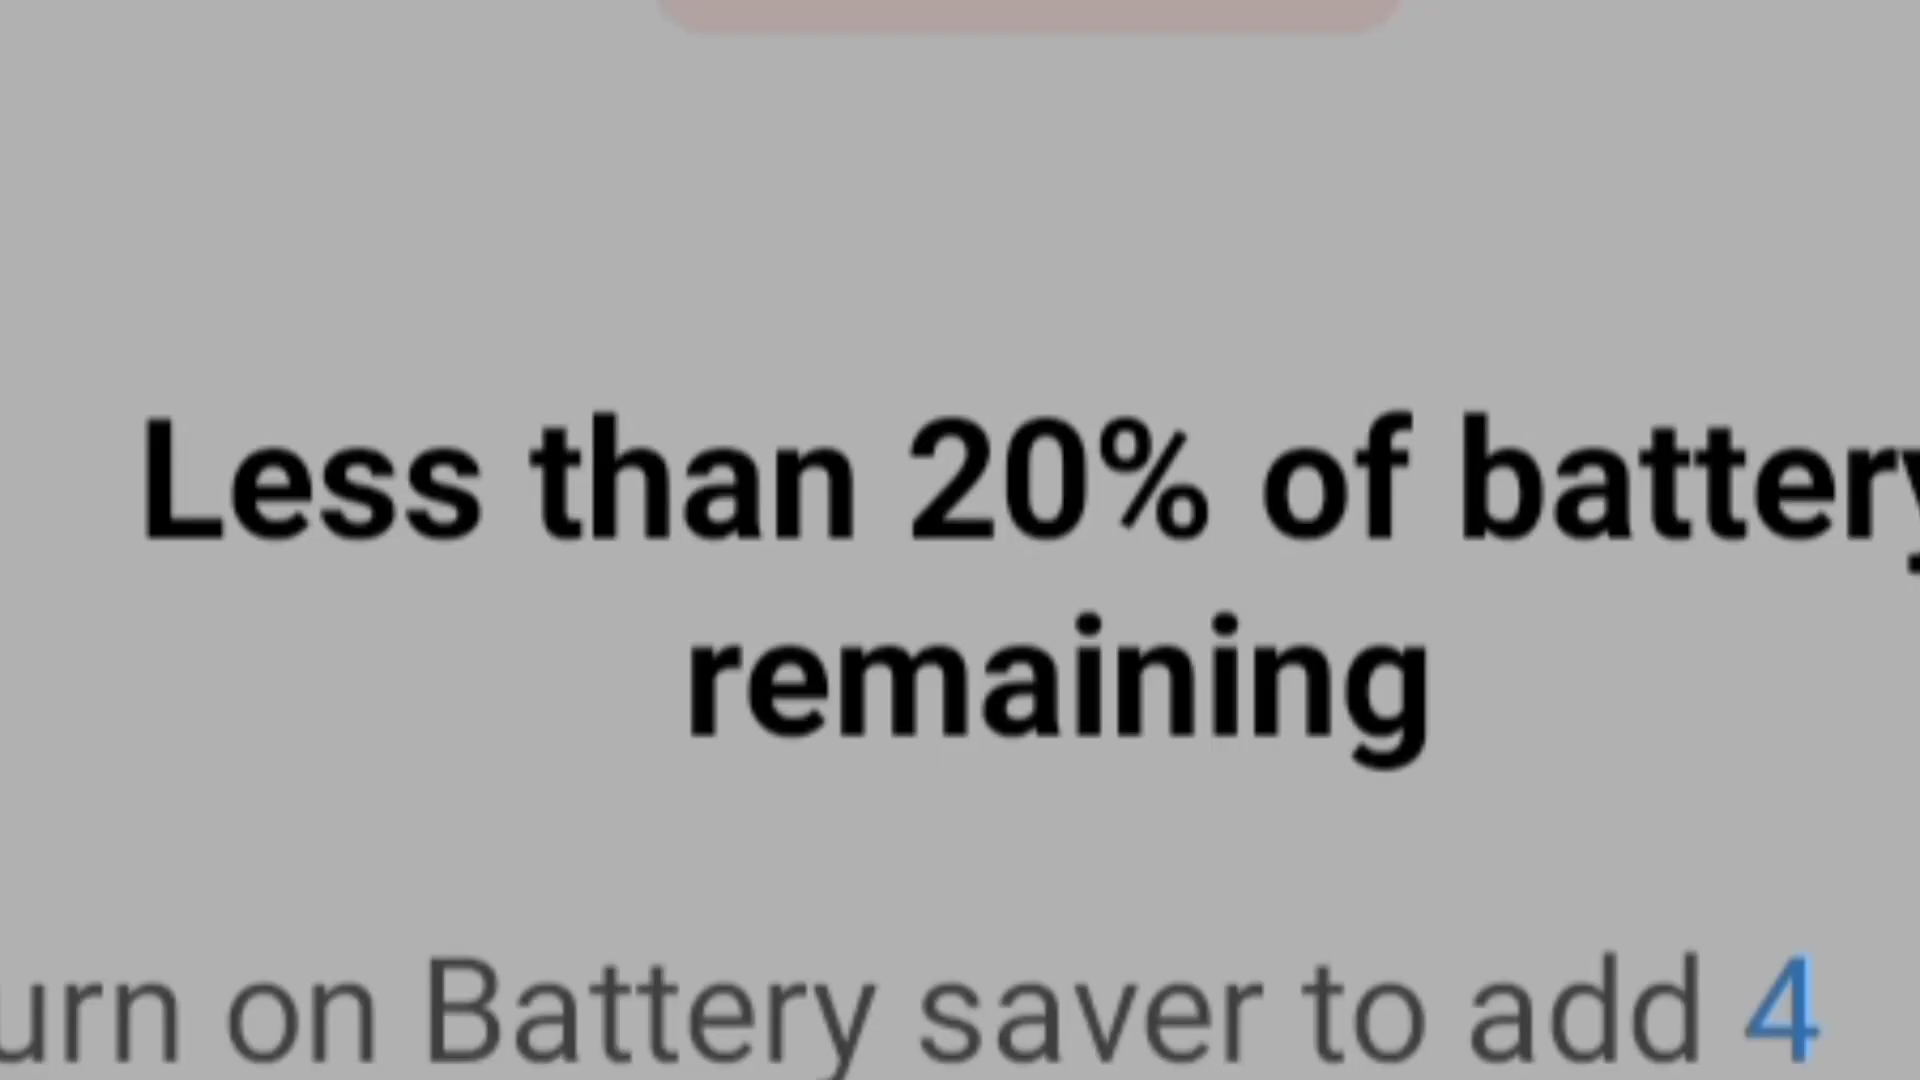 Less than 20% of battery
remaining
urn on Battery saver to add 4